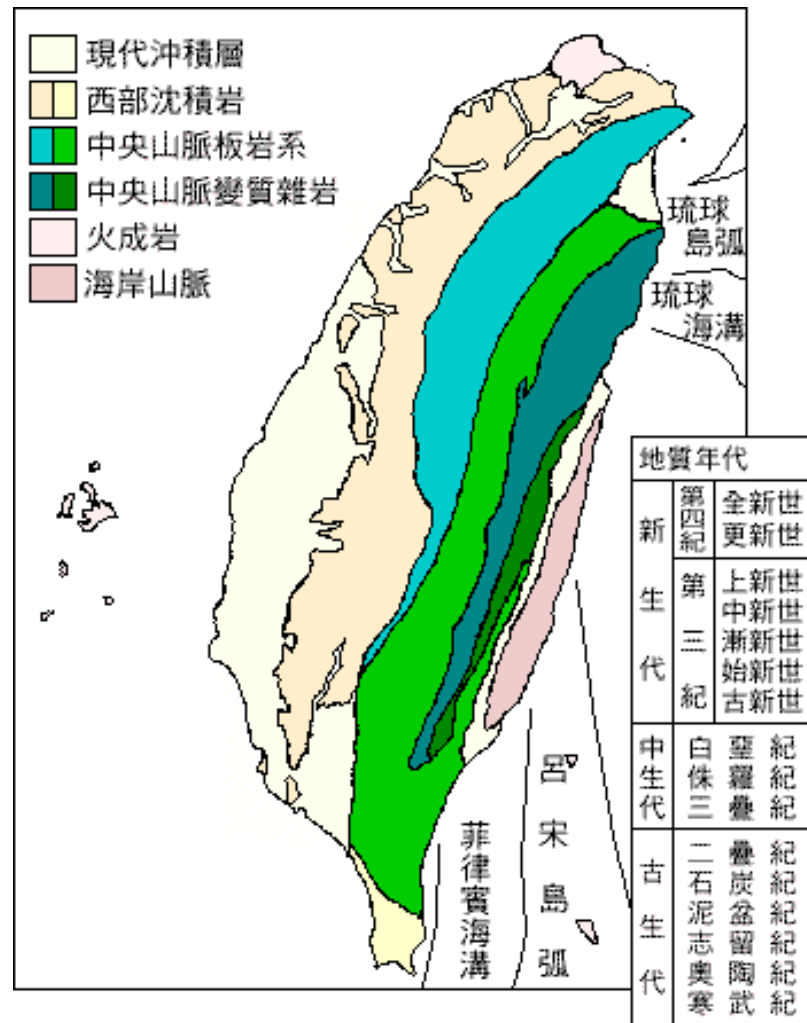 現代沖積層
西部沈積岩
中央山脈板岩系
中央山脈變質雜岩
火成岩
海岸山脈
琉球
島弧
琉球
海溝
呂宋島弧
菲律賓海溝
地質年代
新生代
第四紀
全新世
更新世
第三紀
上新世
中新世
漸新世
始新世
古新世
中生代
白堊紀
侏羅紀
三疊紀
古生代
二疊紀
石炭紀
泥盆紀
志留紀
奧陶紀
寒武紀